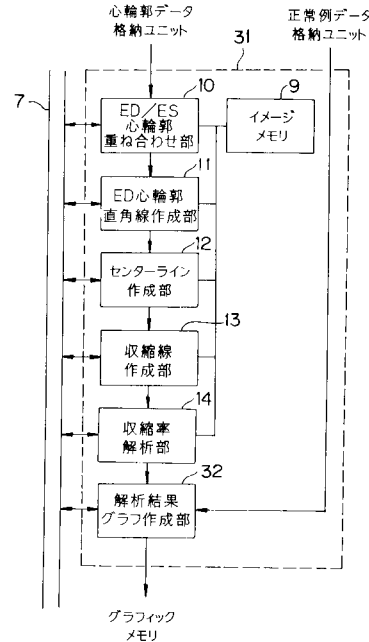 心輪郭データ
格納ユニット
正常例データ
格納ユニット
31
7
10
9
ED/ES
心輪郭
重ね合わせ部
イメージ
メモリ
11
ED心輪郭
直角線作成部
12
センターライン
作成部
13
収縮線
作成部
14
収縮率
解析部
32
解析結果
グラフ作成部
グラフィック
メモリ